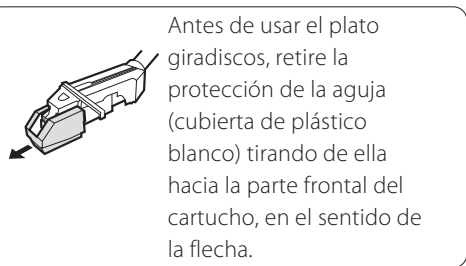 Antes de usar el plato
giradiscos, retire la
protección de la aguja
(cubierta de plástico
blanco) tirando de ella
hacia la parte frontal del
cartucho, en el sentido de
la flecha.